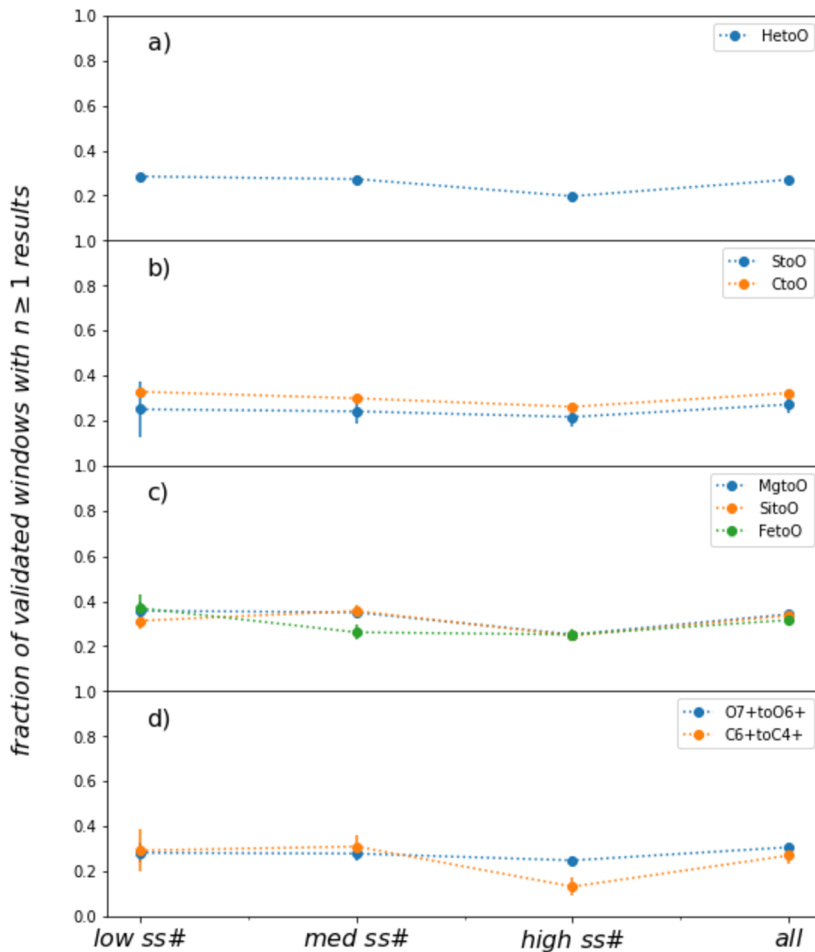 fraction of validated windows with n ≥ 1 results
1.0
a)
HetoO
0.8
0.6
0.4
0.2
1.0
b)
StoO
CtoO
0.8
0.6
0.4
0.2
1.0
c)
MgtoO
SitoO
FetoO
0.8
0.6
0.4
0.2
1.0
d)
O7+toO6+
C6+toC4+
0.8
0.6
0.4
0.2
0.0
low ss# med ss# high ss# all